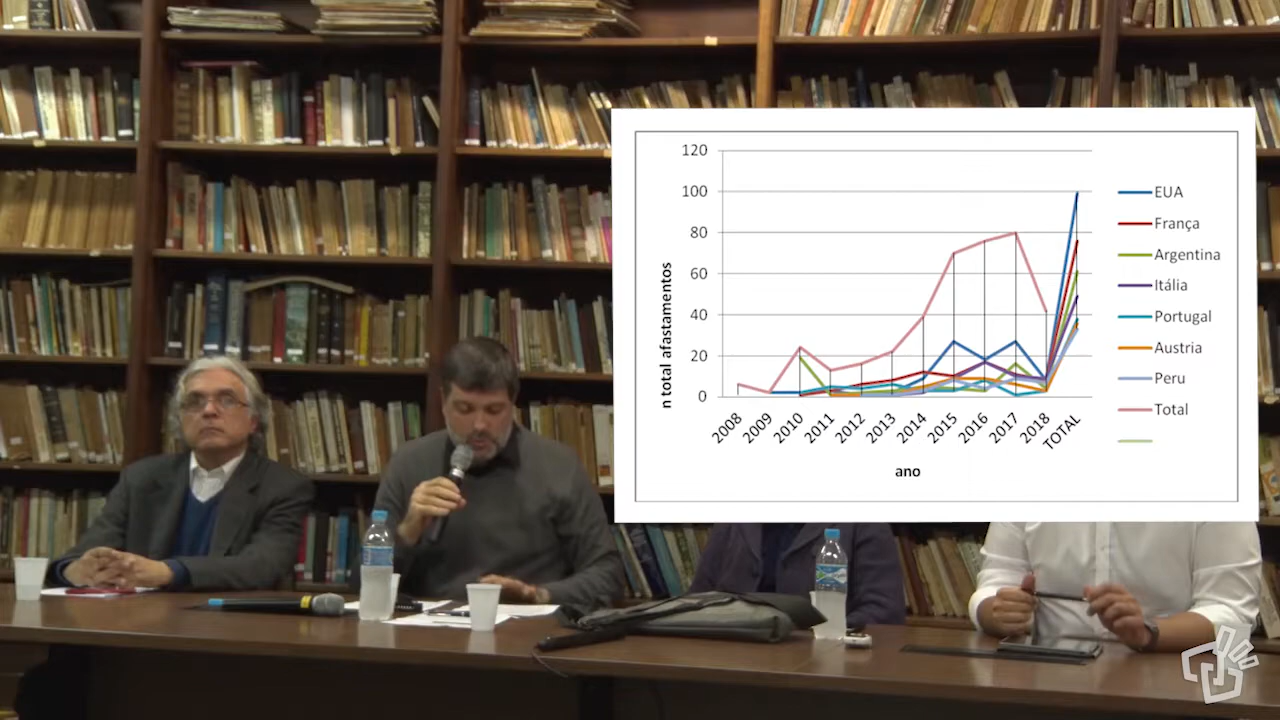 120
100
80
60
40
20
0
n total afastamentos
2008
2009
2010
2011
2012
2013
2014
2015
2016
2017
2018
TOTAL
ano
EUA
França
Argentina
Itália
Portugal
Austria
Peru
Total